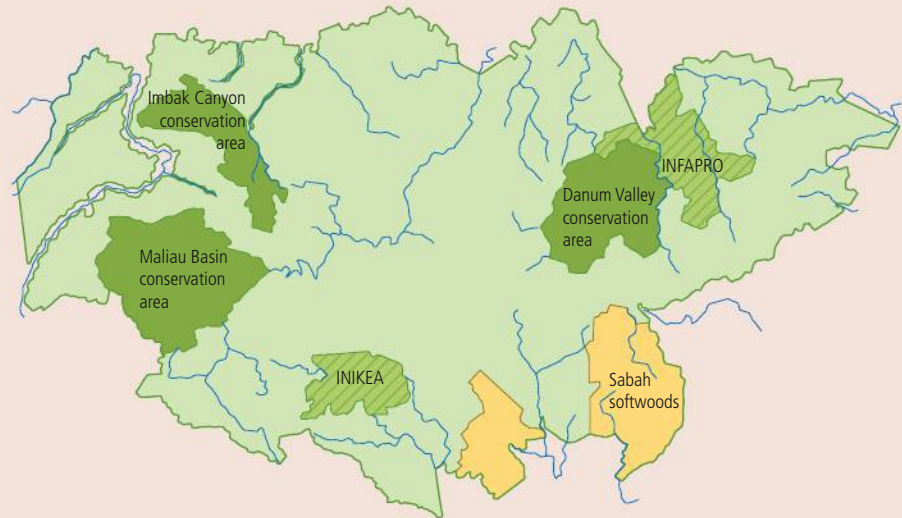 Imbak Canyon
conservation
area
INFAPRO
Danum Valley
conservation
area
Maliau Basin
conservation
area
INIKEA
Sabah
softwoods